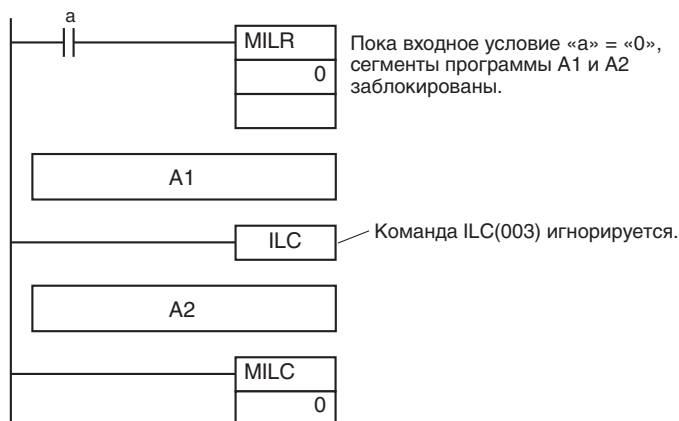 a
MILR
0
Пока входное условие «a» = «0»,
сегменты программы A1 и A2
заблокированы.
A1
ILC
Команда ILC(003) игнорируется.
A2
MILC
0